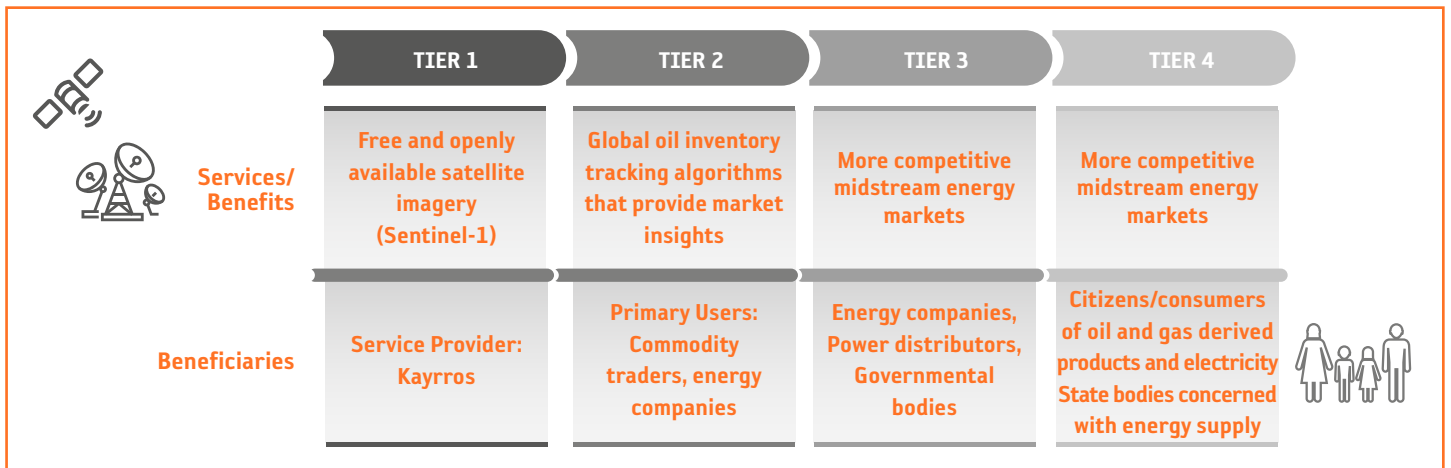 TIER 1
TIER 2
TIER 3
TIER 4
Services/
Benefits
Free and openly
available satellite
imagery
(Sentinel-1)
Global oil inventory
tracking algorithms
that provide market
insights
More competitive
midstream energy
markets
More competitive
midstream energy
markets
Beneficiaries
Service Provider:
Kayrros
Primary Users:
Commodity
traders, energy
companies
Energy companies,
Power distributors,
Governmental
bodies
Citizens/consumers
of oil and gas derived
products and electricity
State bodies concerned
with energy supply